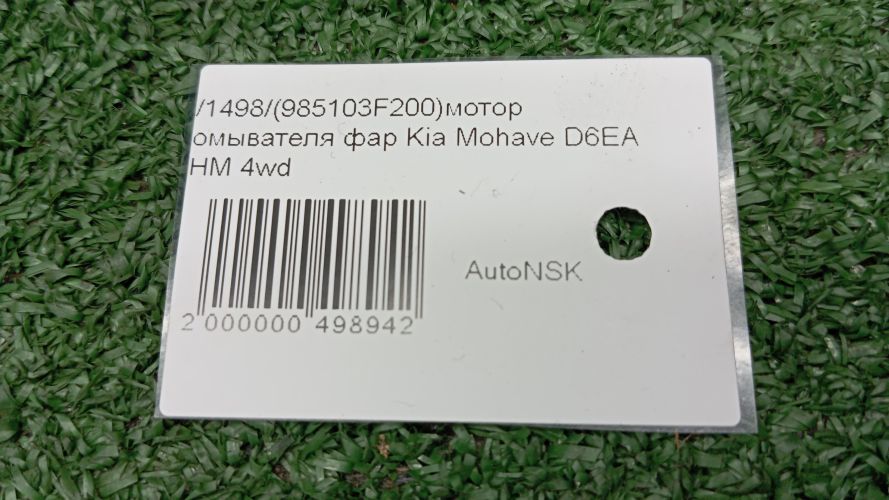 /1498/(985103F200)мотор
омывателя фар Kia Mohave D6EA
HM 4wd
AutoNSK
2 000000 498942